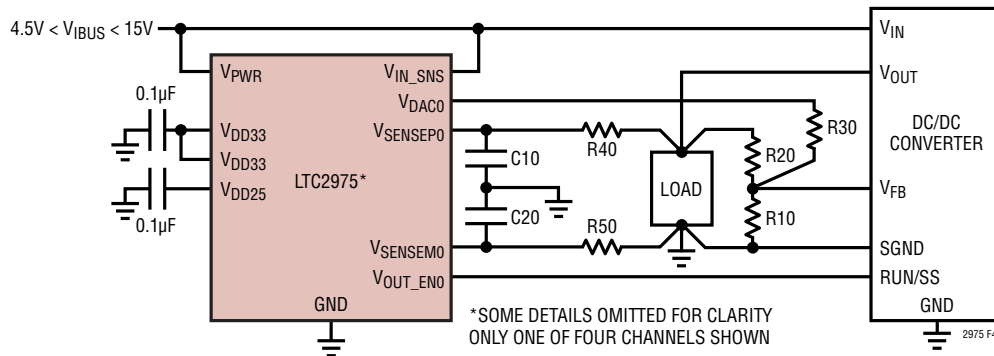 4.5V < VIBUS < 15V
VPWR
VIN_SNS
VIN
VOUT
0.1µF
VDAC0
VDD33
VSENSEP0
R40
R30
DC/DC
CONVERTER
VDD33
C10
R20
LTC2975*
LOAD
VDD25
VFB
C20
R10
0.1µF
R50
VSENSEM0
SGND
VOUT_EN0
RUN/SS
GND
*SOME DETAILS OMITTED FOR CLARITY
ONLY ONE OF FOUR CHANNELS SHOWN
GND